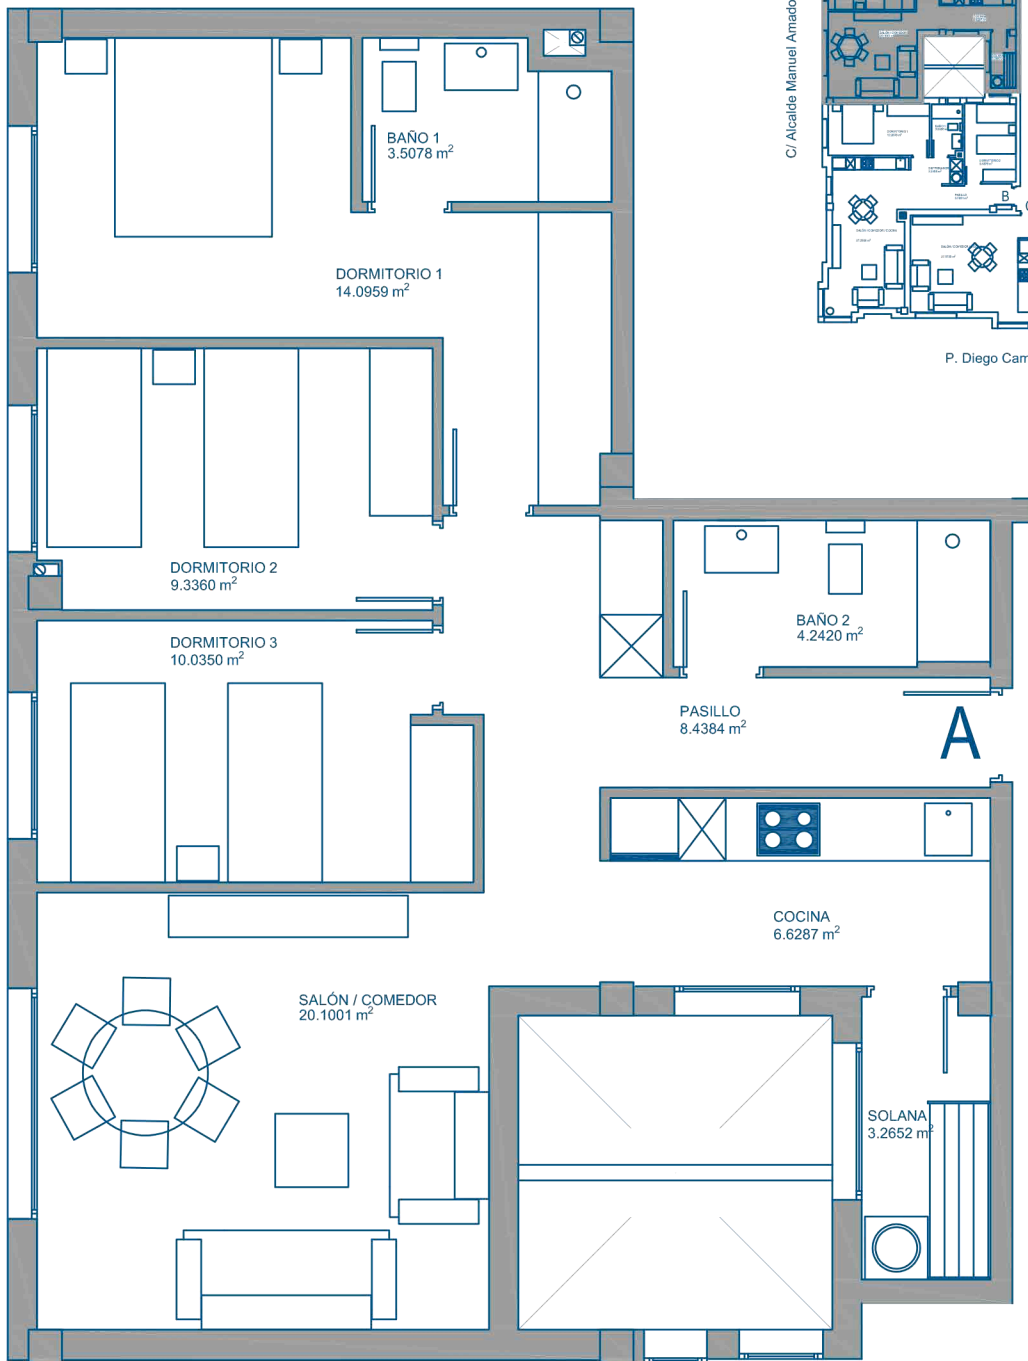 C/ Alcalde Manuel Amado
B
P. Diego Cam
BAÑO 1
3.5078 m²
DORMITORIO 1
14.0959 m²
DORMITORIO 2
9.3360 m²
DORMITORIO 3
10.0350 m²
BAÑO 2
4.2420 m²
PASILLO
8.4384 m²
A
COCINA
6.6287 m²
SALÓN / COMEDOR
20.1001 m²
SOLANA
3.2652 m²